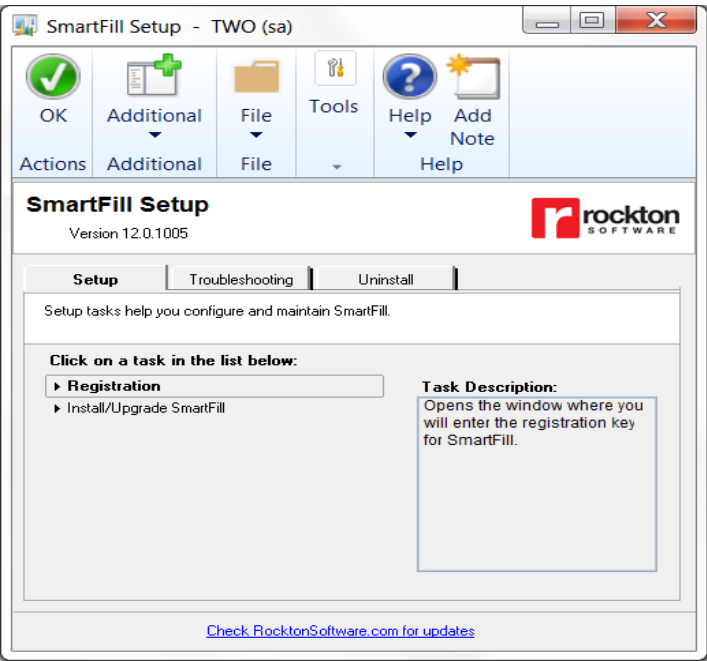 SmartFill Setup - TWO (sa)
OK
Additional
File
Tools
Help
Add
Note
Actions
Additional
File
Help
SmartFill Setup
Version 12.0.1005
rockton
SOFTWARE
Setup
Troubleshooting
Uninstall
Setup tasks help you configure and maintain SmartFill.
Click on a task in the list below:
Registration
Install/Upgrade SmartFill
Task Description:
Opens the window where you
will enter the registration key
for SmartFill.
Check RocktonSoftware.com for updates